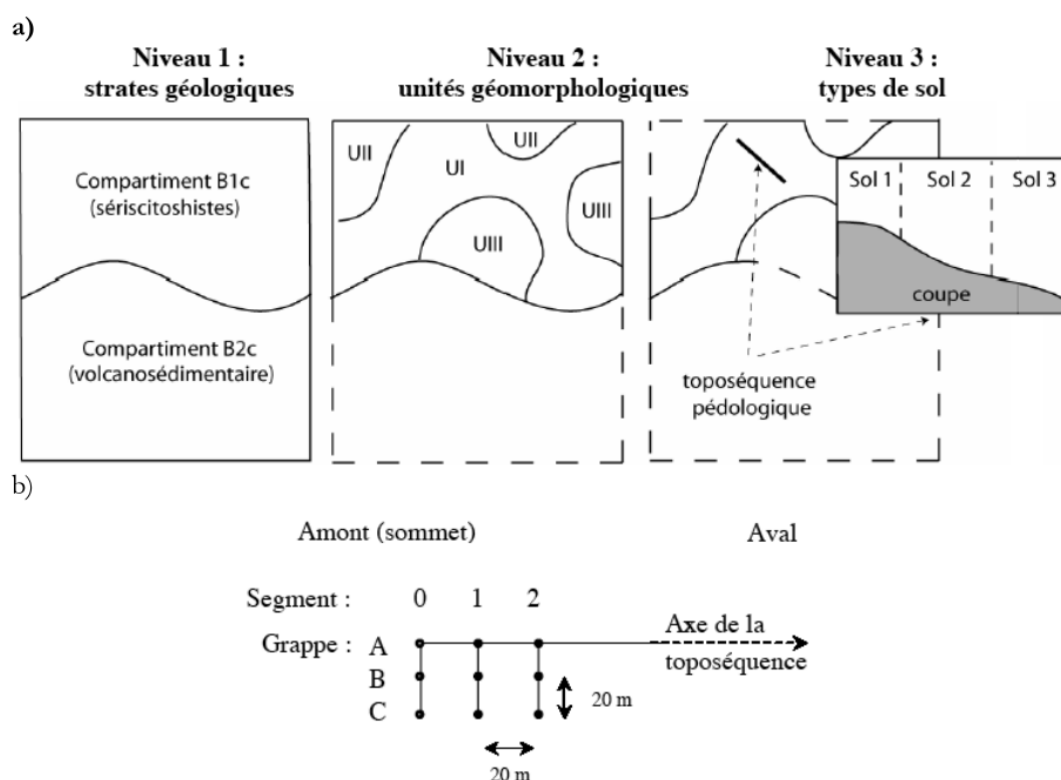 a)
Niveau 1 :
strates géologiques
Niveau 2 :
unités géomorphologiques
Niveau 3 :
types de sol
Compartiment B1c
(sériscitoshistes)
Compartiment B2c
(volcanosédimentaire)
UII
UI
UII
UIII
UIII
Sol 1
Sol 2
Sol 3
coupe
toposéquence
pédologique
b)
Amont (sommet)
Aval
Segment : 0 1 2
Grappe : A
B
C
Axe de la
toposéquence
20 m
20 m